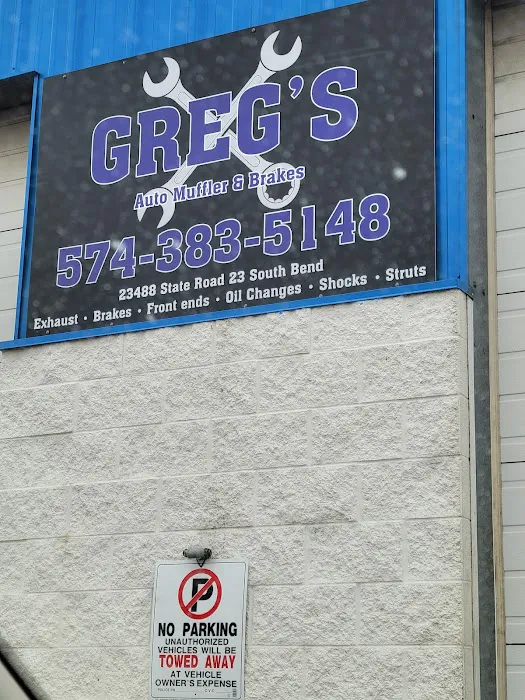 GREG'S
Auto Muffler & Brakes
574-383-5148
23488 State Road 23 South Bend
Exhaust • Brakes • Front ends • Oil Changes • Shocks • Struts
P
NO PARKING
UNAUTHORIZED
VEHICLES WILL BE
TOWED AWAY
AT VEHICLE
OWNER'S EXPENSE